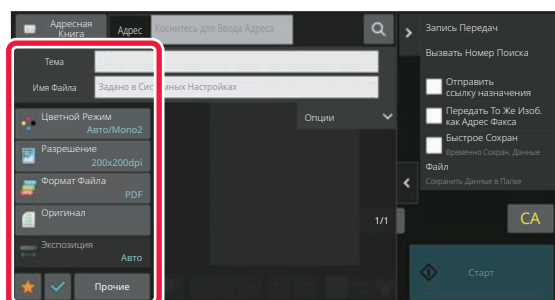 Адресная
Книга
Адрес
Коснитесь для Ввода Адреса
Тема
Имя Файла
Задано в Системных Настройках
Цветной Режим
Авто/Mono2
Разрешение
200x200dpi
Формат Файла
PDF
Оригинал
Экспозиция
Авто
Прочие
Опции
1/1
Запись Передач
Вызвать Номер Поиска
Отправить
ссылку назначения
Передать То Же Изоб.
как Адрес Факса
Быстрое Сохран
Временно Сохран. Данные
Файл
Сохранить Данные в Папке
CA
Старт